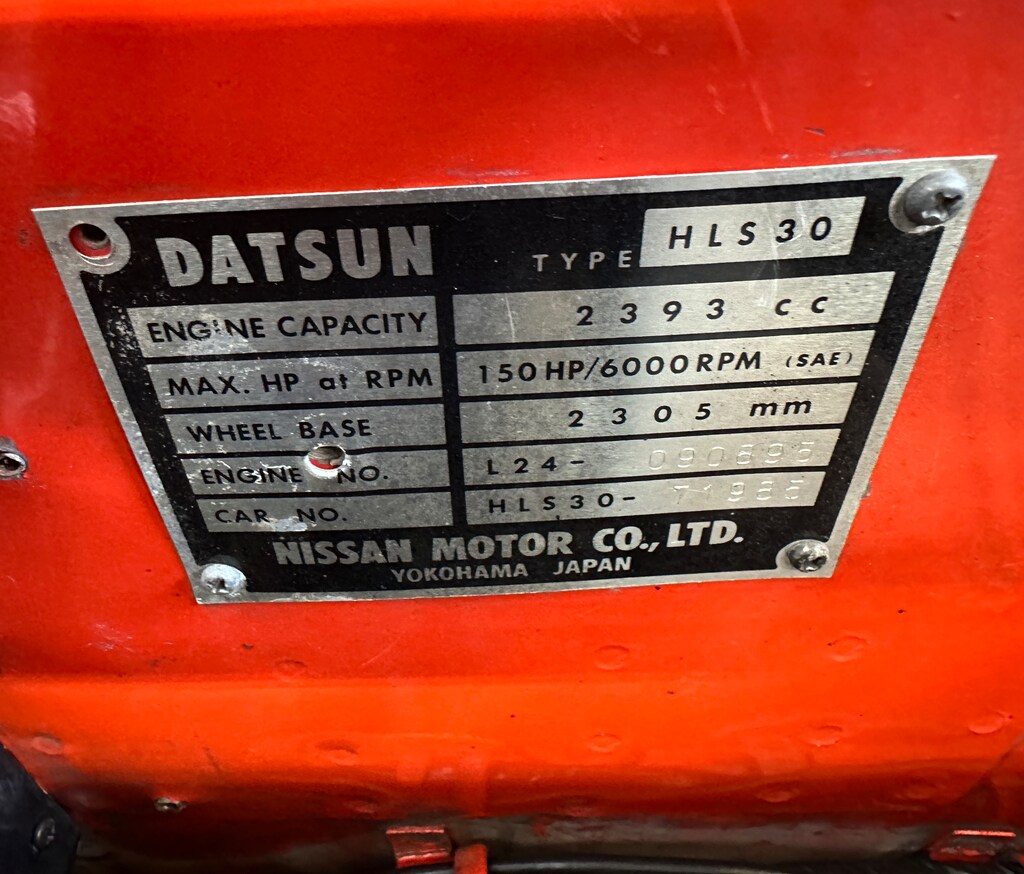 DATSUN TYPE HLS30
ENGINE CAPACITY 2393 cc
MAX. HP at RPM 150HP/6000RPM (SAE)
WHEEL BASE 2305 mm
ENGINE NO. L24-
CAR NO. HLS30-
NISSAN MOTOR CO., LTD.
YOKOHAMA JAPAN